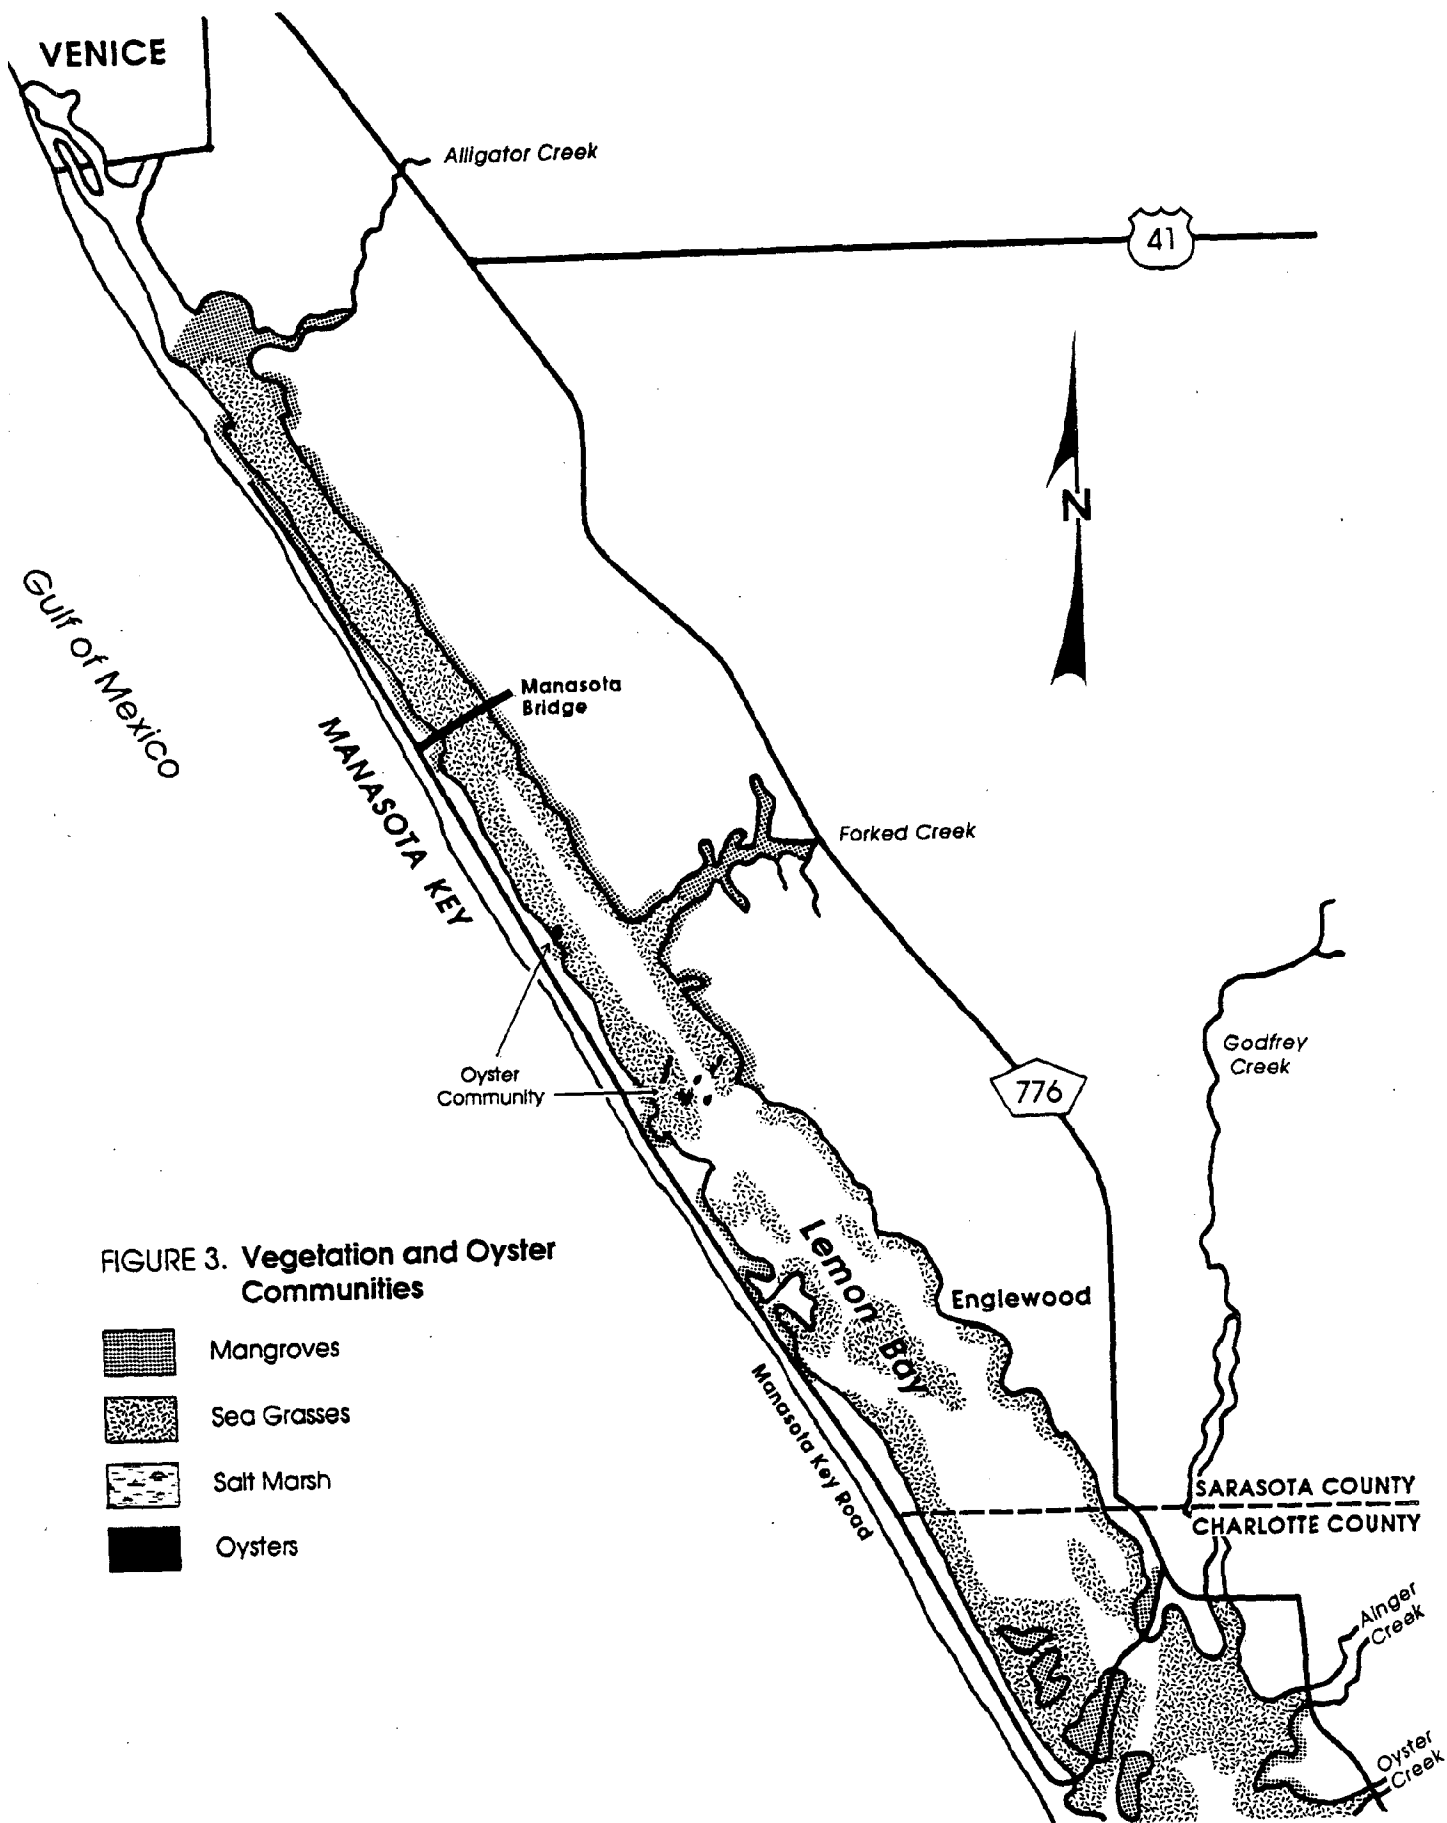 VENICE
Alligator Creek
41
N
Gulf of Mexico
Manasota
Bridge
MANASOTA KEY
Forked Creek
Godfrey
Creek
Oyster
Community
776
Lemon Bay
Englewood
FIGURE 3. Vegetation and Oyster
Communities
Mangroves
Sea Grasses
Salt Marsh
Oysters
Manasota Key Road
SARASOTA COUNTY
CHARLOTTE COUNTY
Ainger
Creek
Oyster
Creek